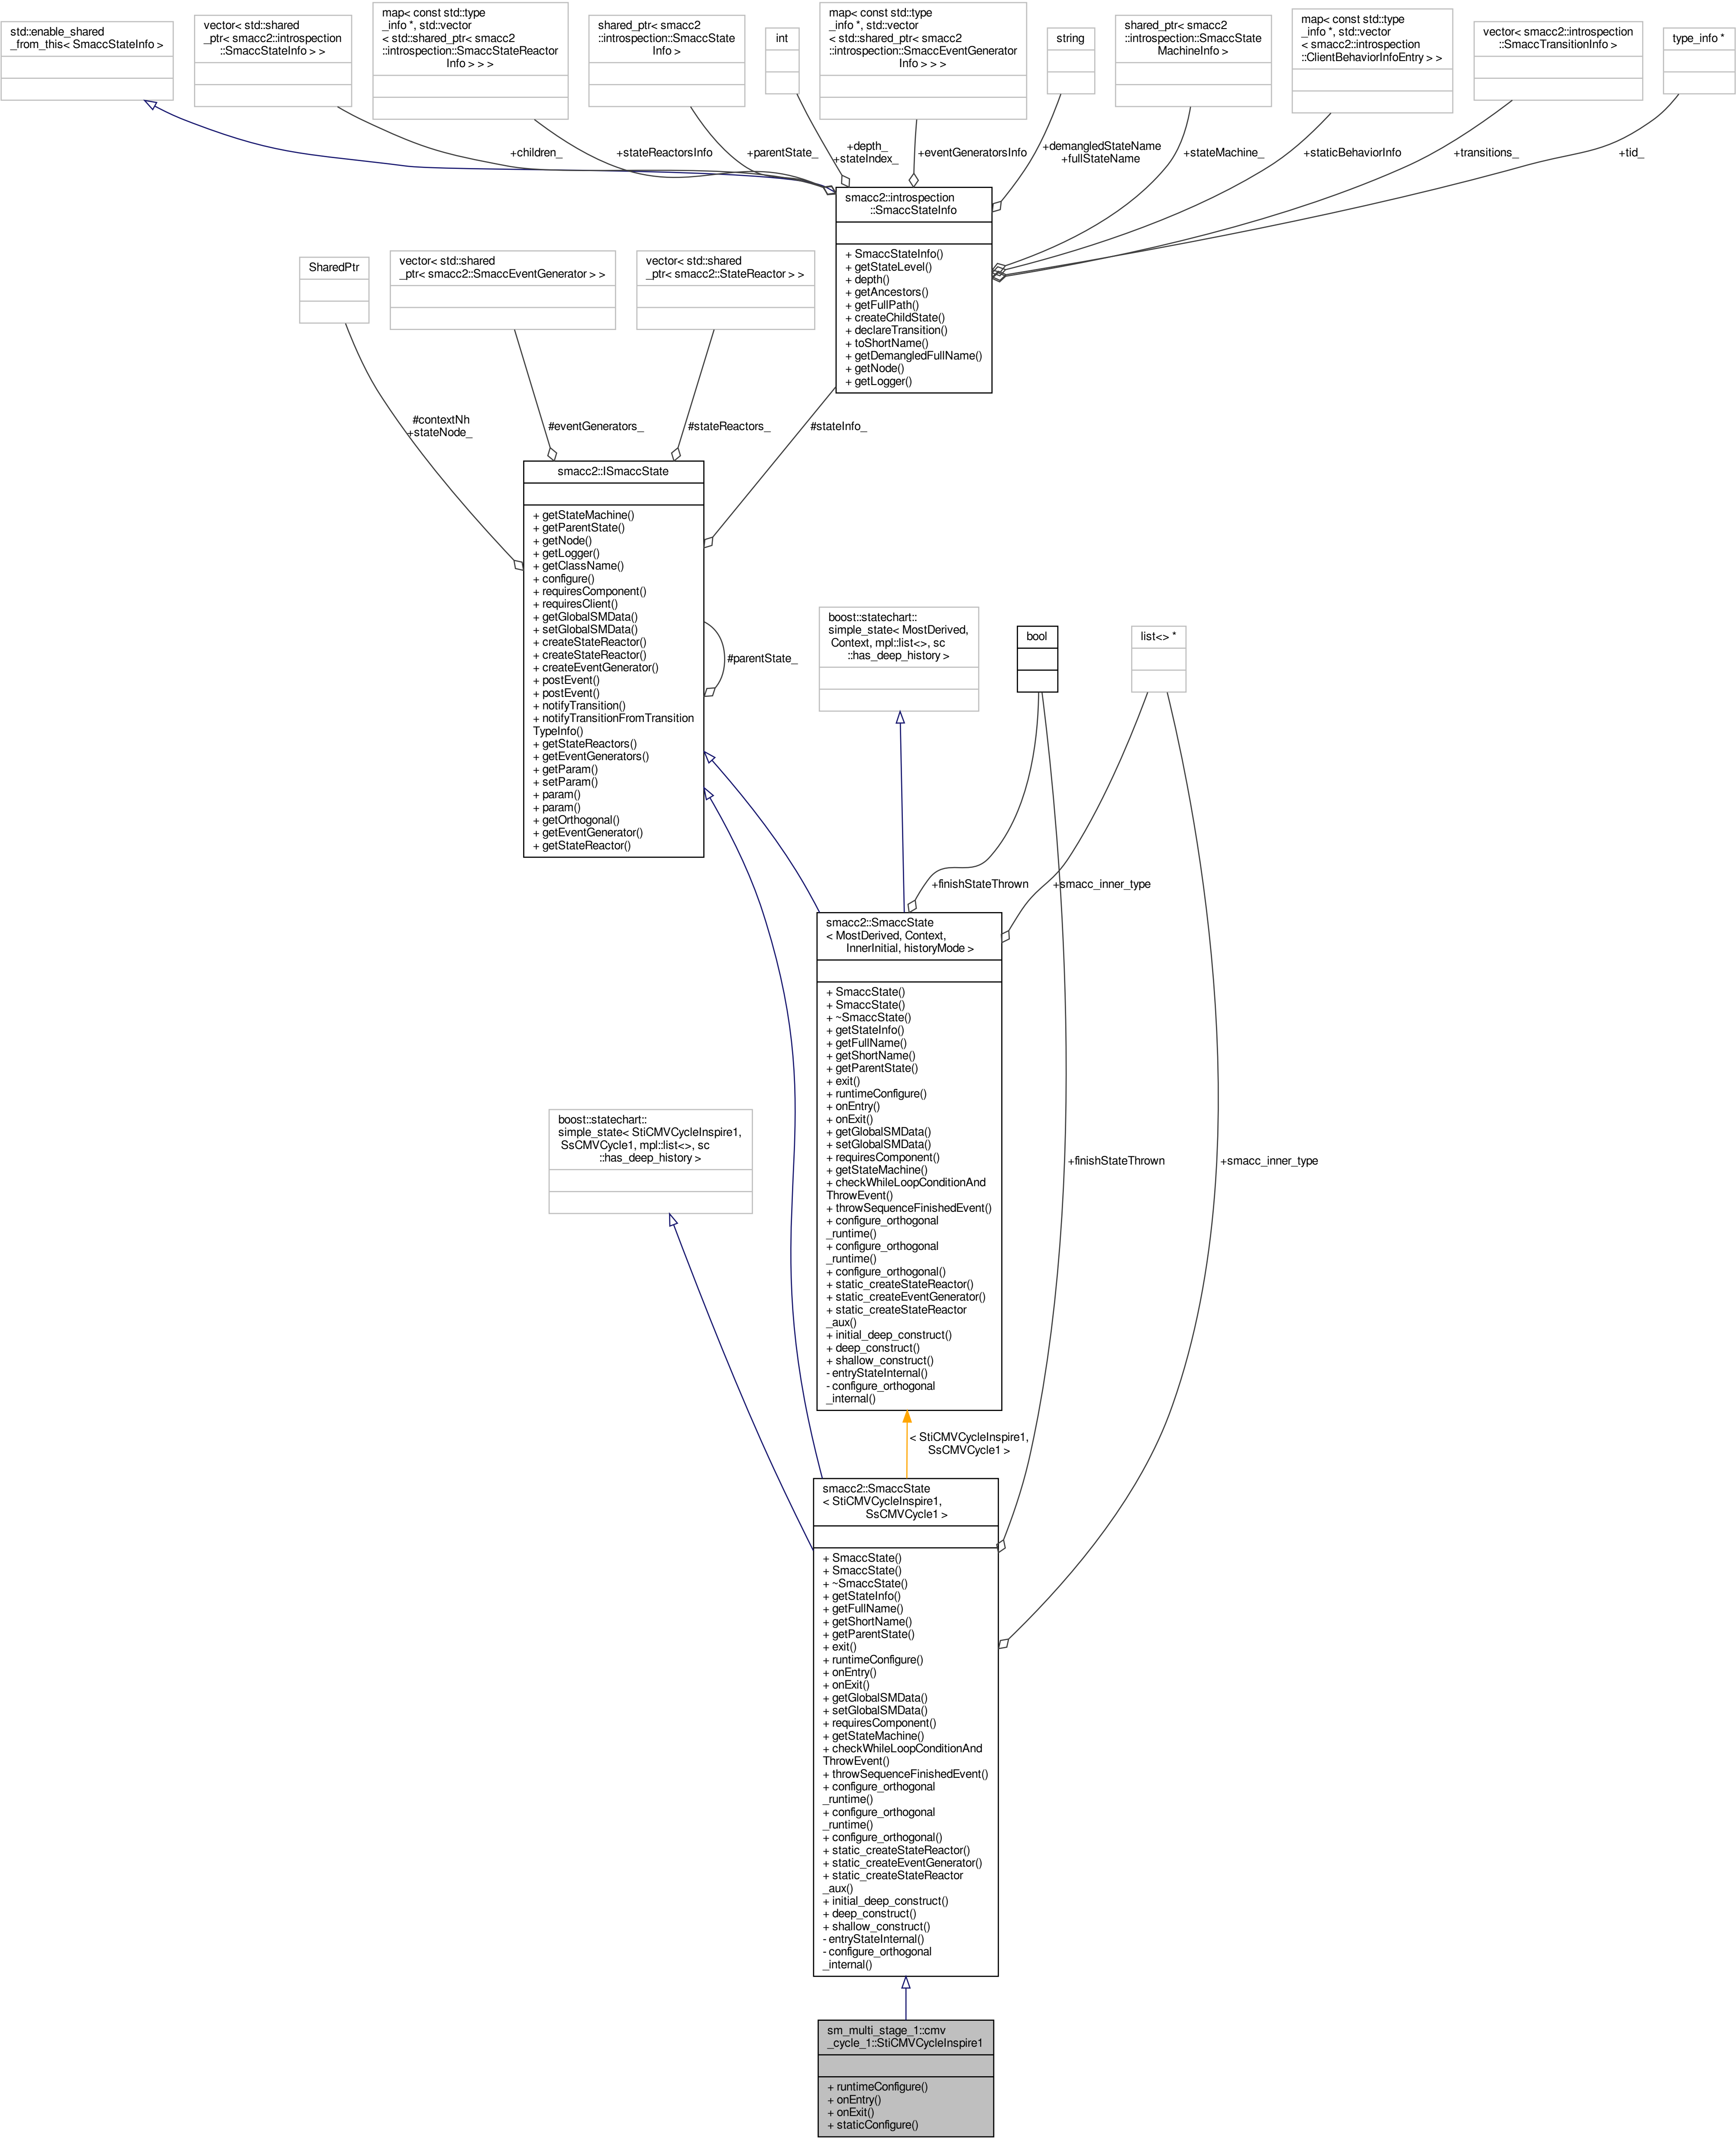 std::enable_shared
_from_this< SmaccStateInfo >
vector< std::shared
_ptr< smacc2::introspection
::SmaccStateInfo > >
map< const std::type
_info *, std::vector
< std::shared_ptr< smacc2
::introspection::SmaccStateReactor
Info > > >
shared_ptr< smacc2
::introspection::SmaccState
Info >
int
map< const std::type
_info *, std::vector
< std::shared_ptr< smacc2
::introspection::SmaccEventGenerator
Info > > >
string
shared_ptr< smacc2
::introspection::SmaccState
MachineInfo >
map< const std::type
_info *, std::vector
< smacc2::introspection
::ClientBehaviorInfoEntry > >
vector< smacc2::introspection
::SmaccTransitionInfo >
type_info *
+children_
+stateReactorsInfo
+parentState_
+depth_
+stateIndex_
+eventGeneratorsInfo
+demangledStateName
+fullStateName
+stateMachine_
+staticBehaviorInfo
+transitions_
+tid_
smacc2::introspection
::SmaccStateInfo
+ SmaccStateInfo()
+ getStateLevel()
+ depth()
+ getAncestors()
+ getFullPath()
+ createChildState()
+ declareTransition()
+ toShortName()
+ getDemangledFullName()
+ getNode()
+ getLogger()
SharedPtr
vector< std::shared
_ptr< smacc2::SmaccEventGenerator > >
vector< std::shared
_ptr< smacc2::StateReactor > >
#contextNh
+stateNode_
#eventGenerators_
#stateReactors_
#stateInfo_
smacc2::ISmaccState
+ getStateMachine()
+ getParentState()
+ getNode()
+ getLogger()
+ getClassName()
+ configure()
+ requiresComponent()
+ requiresClient()
+ getGlobalSMData()
+ setGlobalSMData()
+ createStateReactor()
+ createStateReactor()
+ createEventGenerator()
+ postEvent()
+ postEvent()
+ notifyTransition()
+ notifyTransitionFromTransition
TypeInfo()
+ getStateReactors()
+ getEventGenerators()
+ getParam()
+ setParam()
+ param()
+ param()
+ getOrthogonal()
+ getEventGenerator()
+ getStateReactor()
#parentState_
boost::statechart::
simple_state< MostDerived,
Context, mpl::list<>, sc
::has_deep_history >
bool
list<> *
+finishStateThrown
+smacc_inner_type
smacc2::SmaccState
< MostDerived, Context,
InnerInitial, historyMode >
+ SmaccState()
+ SmaccState()
+ ~SmaccState()
+ getStateInfo()
+ getFullName()
+ getShortName()
+ getParentState()
+ exit()
+ runtimeConfigure()
+ onEntry()
+ onExit()
+ getGlobalSMData()
+ setGlobalSMData()
+ requiresComponent()
+ getStateMachine()
+ checkWhileLoopConditionAnd
ThrowEvent()
+ throwSequenceFinishedEvent()
+ configure_orthogonal
_runtime()
+ configure_orthogonal
_runtime()
+ configure_orthogonal()
+ static_createStateReactor()
+ static_createEventGenerator()
+ static_createStateReactor
_aux()
+ initial_deep_construct()
+ deep_construct()
+ shallow_construct()
- entryStateInternal()
- configure_orthogonal
_internal()
boost::statechart::
simple_state< StiCMVCycleInspire1,
SsCMVCycle1, mpl::list<>, sc
::has_deep_history >
+finishStateThrown
+smacc_inner_type
< StiCMVCycleInspire1,
SsCMVCycle1 >
smacc2::SmaccState
< StiCMVCycleInspire1,
SsCMVCycle1 >
+ SmaccState()
+ SmaccState()
+ ~SmaccState()
+ getStateInfo()
+ getFullName()
+ getShortName()
+ getParentState()
+ exit()
+ runtimeConfigure()
+ onEntry()
+ onExit()
+ getGlobalSMData()
+ setGlobalSMData()
+ requiresComponent()
+ getStateMachine()
+ checkWhileLoopConditionAnd
ThrowEvent()
+ throwSequenceFinishedEvent()
+ configure_orthogonal
_runtime()
+ configure_orthogonal
_runtime()
+ configure_orthogonal()
+ static_createStateReactor()
+ static_createEventGenerator()
+ static_createStateReactor
_aux()
+ initial_deep_construct()
+ deep_construct()
+ shallow_construct()
- entryStateInternal()
- configure_orthogonal
_internal()
sm_multi_stage_1::cmv
_cycle_1::StiCMVCycleInspire1
+ runtimeConfigure()
+ onEntry()
+ onExit()
+ staticConfigure()